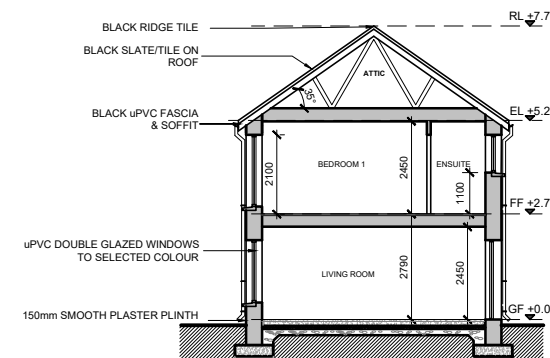 BLACK RIDGE TILE
RL +7.7
BLACK SLATE/TILE ON
ROOF
ATTIC
35°
BLACK uPVC FASCIA
& SOFFIT
EL +5.2
2100
BEDROOM 1
2450
ENSUITE
1100
FF +2.7
uPVC DOUBLE GLAZED WINDOWS
TO SELECTED COLOUR
LIVING ROOM
2790
2450
150mm SMOOTH PLASTER PLINTH
GF +0.0